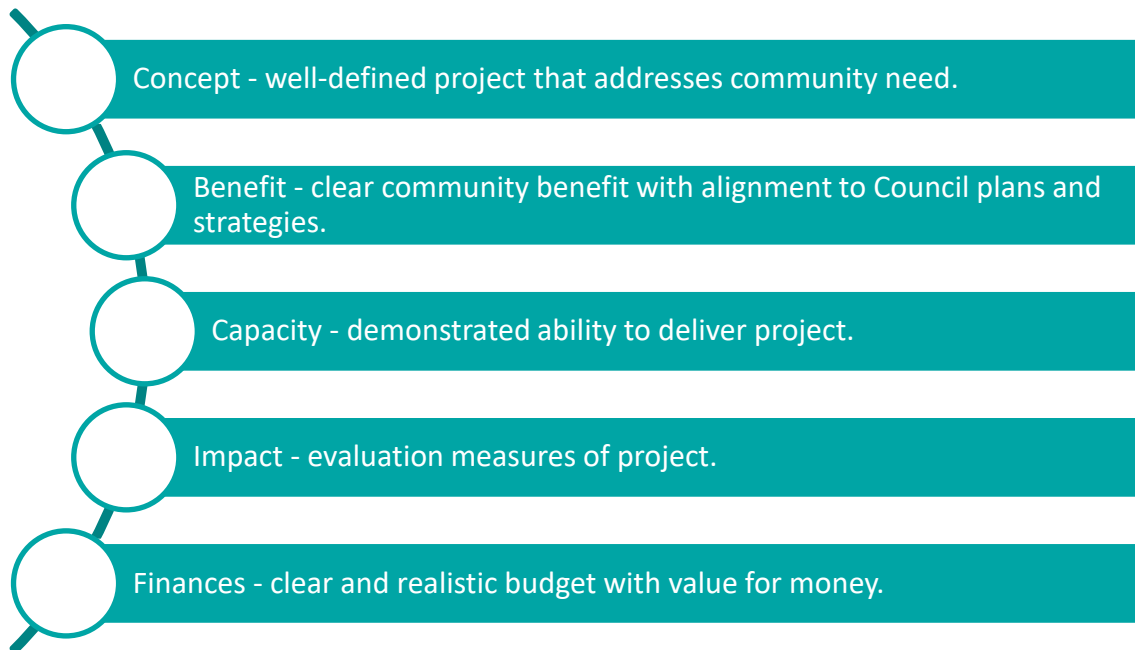 Concept - well-defined project that addresses community need.
Benefit - clear community benefit with alignment to Council plans and
strategies.
Capacity - demonstrated ability to deliver project.
Impact - evaluation measures of project.
Finances - clear and realistic budget with value for money.